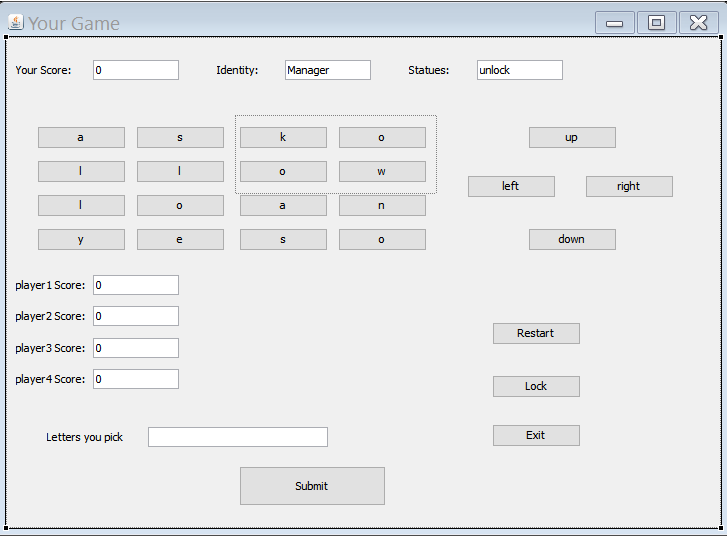 Your Game
Your Score: 0 Identity: Manager Statues: unlock
a s k o up
l l o w
left right
l o a n
y e s o down
player1 Score: 0
player2 Score: 0
Restart
player3 Score: 0
player4 Score: 0
Lock
Letters you pick
Exit
Submit